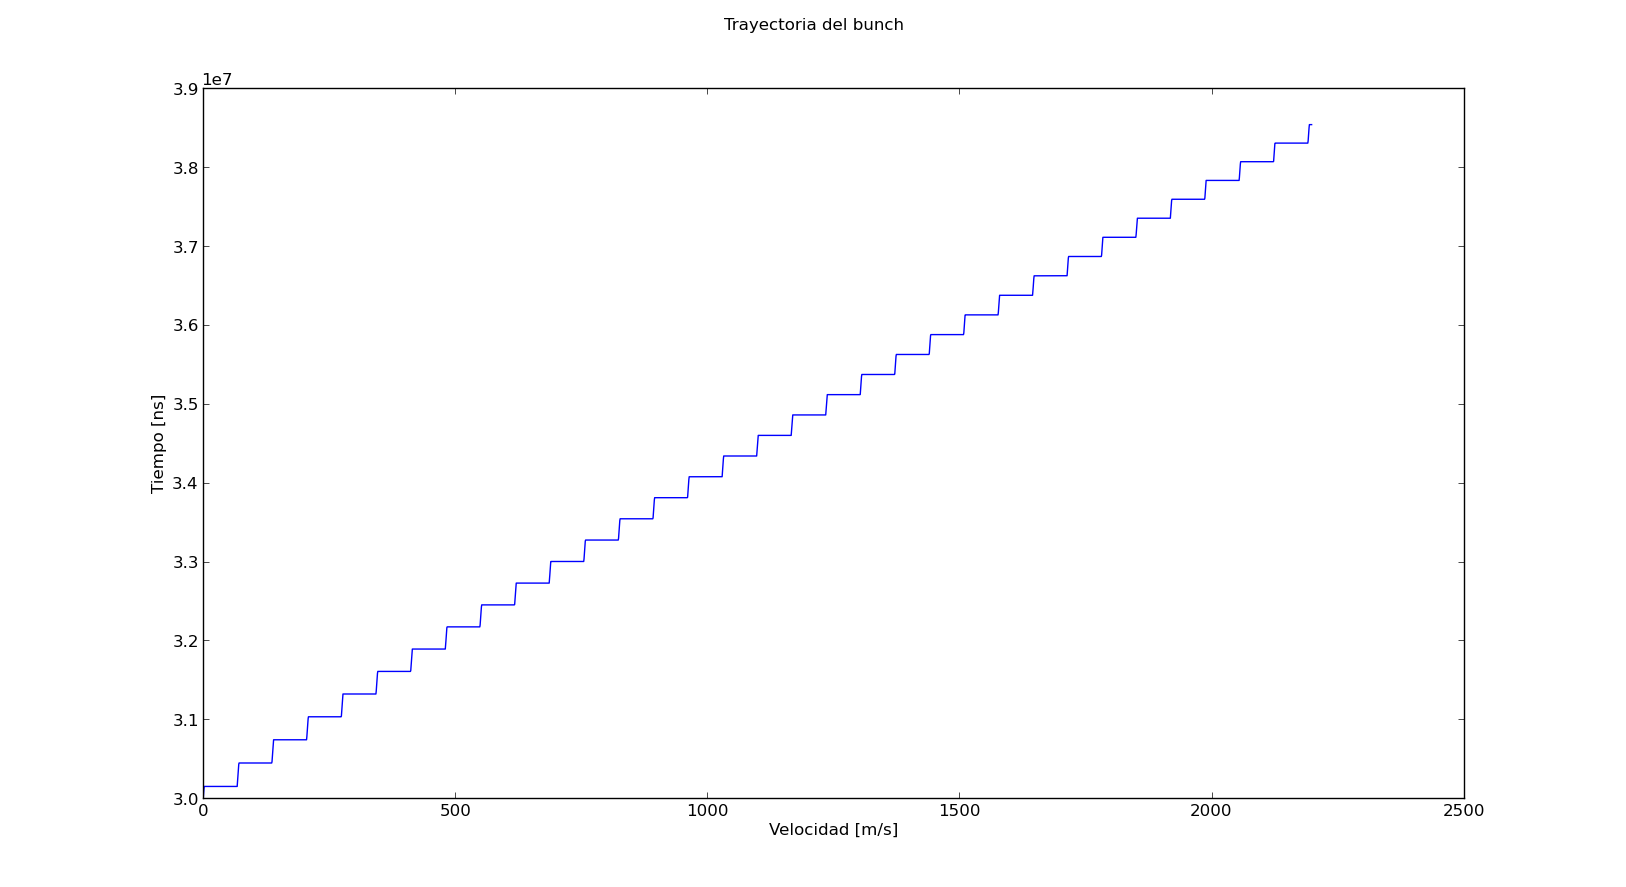 Trayectoria del bunch
1e7
3.9
3.8
3.7
3.6
3.5
3.4
3.3
3.2
3.1
3.0
Tiempo [ns]
0 500 1000 1500 2000 2500
Velocidad [m/s]